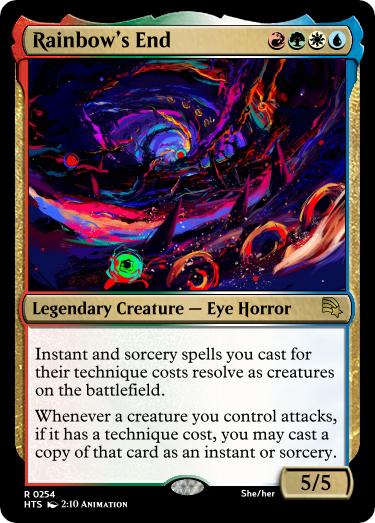 Rainbow's End
Legendary Creature — Eye Horror
Instant and sorcery spells you cast for
their technique costs resolve as creatures
on the battlefield.
Whenever a creature you control attacks,
if it has a technique cost, you may cast a
copy of that card as an instant or sorcery.
5/5
R 0254
HTS 2:10 Animation
She/her